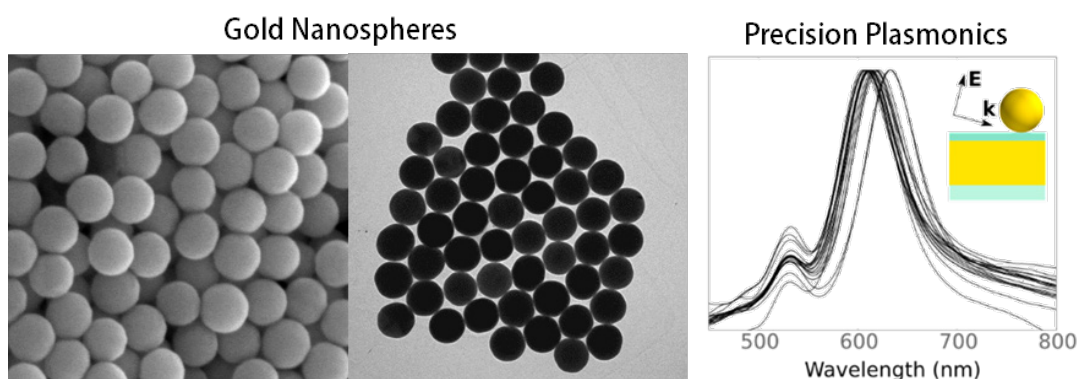 Gold Nanospheres
Precision Plasmonics
E
k
500 600 700 800
Wavelength (nm)